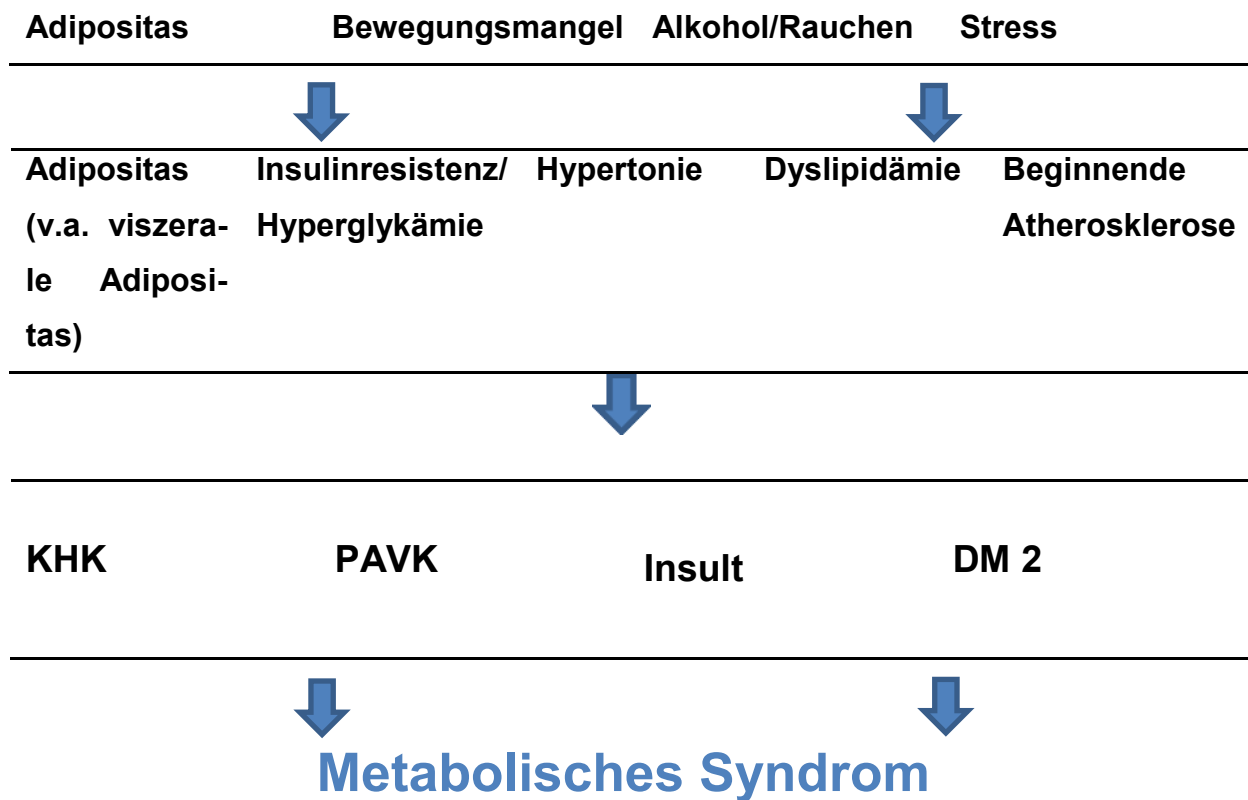 Adipositas Bewegungsmangel Alkohol/Rauchen Stress
Adipositas Insulinresistenz/ Hypertonie Dyslipidämie Beginnende
(v.a. viszera- Hyperglykämie Atherosklerose
le Adiposi-
tas)
KHK PAVK Insult DM 2
Metabolisches Syndrom